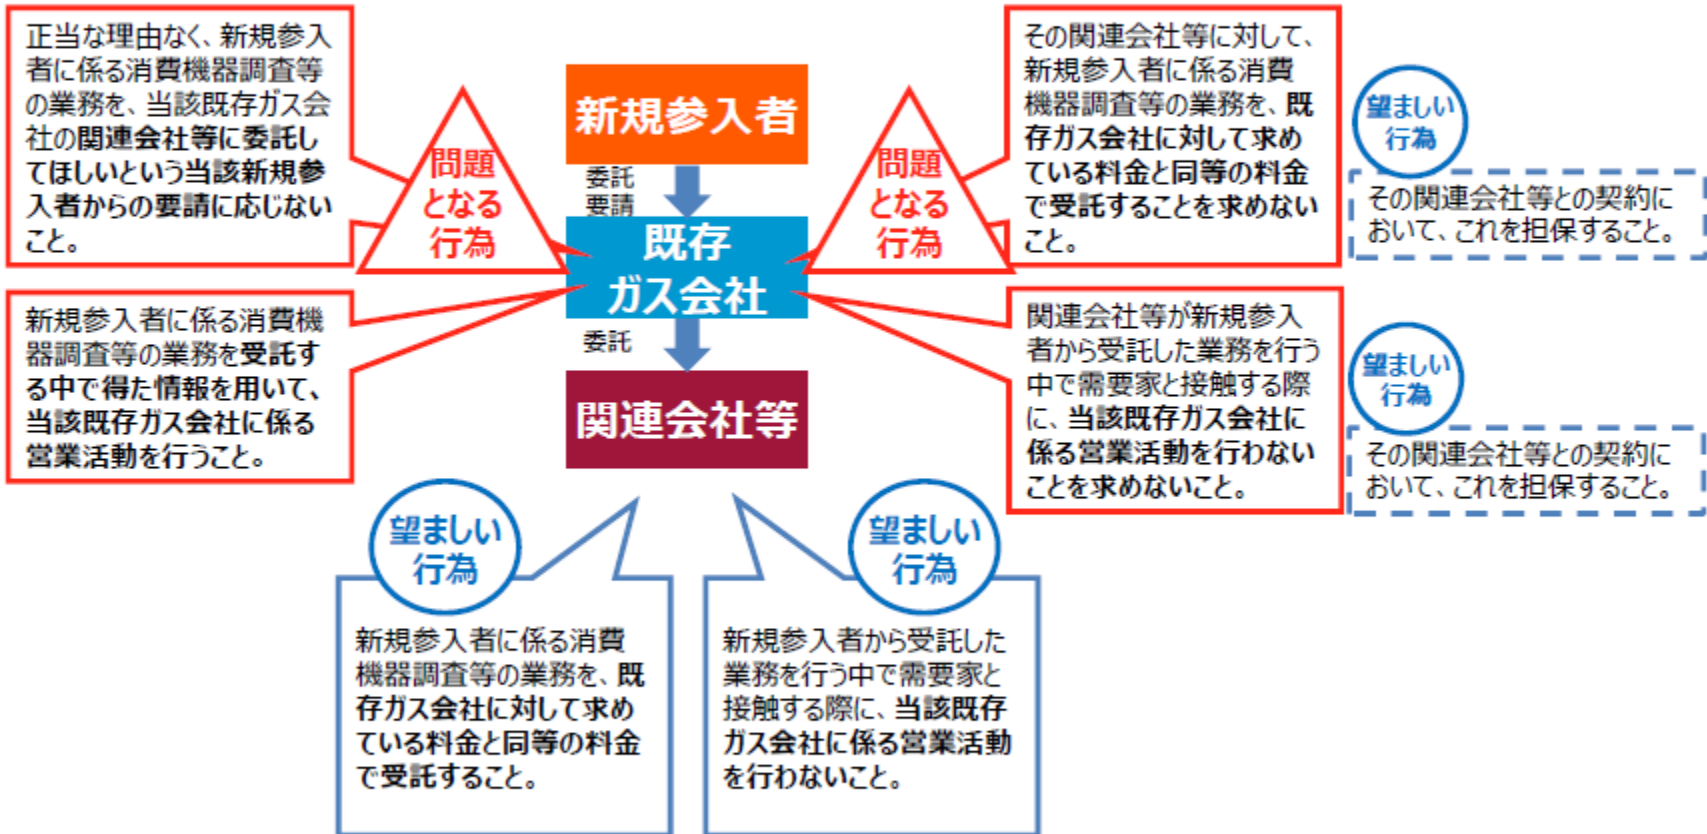 正当な理由なく、新規参入
者に係る消費機器調査等
の業務を、当該既存ガス会
社の関連会社等に委託し
てほしいという当該新規参
入者からの要請に応じない
こと。
問題
となる
行為
新規参入者に係る消費機
器調査等の業務を受託す
る中で得た情報を用いて、
当該既存ガス会社に係る
営業活動を行うこと。
新規参入者
委託
要請
既存
ガス会社
委託
関連会社等
問題
となる
行為
その関連会社等に対して、
新規参入者に係る消費
機器調査等の業務を、既
存ガス会社に対して求め
ている料金と同等の料金
で受託することを求めない
こと。
望ましい
行為
その関連会社等との契約に
おいて、これを担保すること。
関連会社等が新規参入
者から受託した業務を行う
中で需要家と接触する際
に、当該既存ガス会社に
係る営業活動を行わない
ことを求めないこと。
望ましい
行為
その関連会社等との契約に
おいて、これを担保すること。
望ましい
行為
新規参入者に係る消費
機器調査等の業務を、既
存ガス会社に対して求め
ている料金と同等の料金
で受託すること。
望ましい
行為
新規参入者から受託した
業務を行う中で需要家と
接触する際に、当該既存
ガス会社に係る営業活動
を行わないこと。